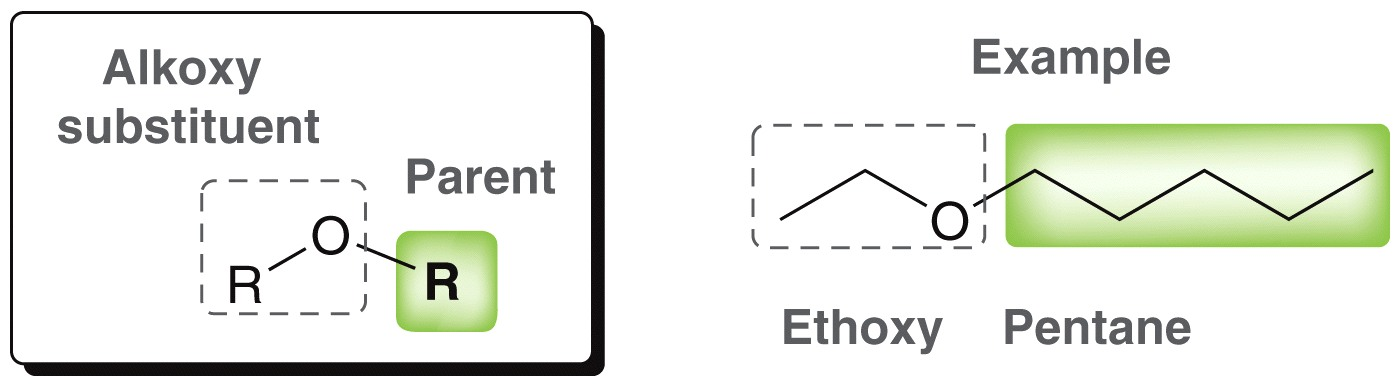 Alkoxy
substituent
Parent
R
O
R
Example
O
Ethoxy
Pentane